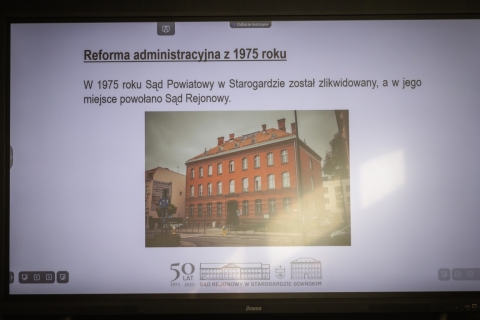 Reforma administracyjna z 1975 roku
W 1975 roku Sąd Powiatowy w Starogardzie został zlikwidowany, a w jego
miejsce powołano Sąd Rejonowy.
50
LAT
SĄD REJONOWY W STAROGARDZIE GDAŃSKIM
iiyama